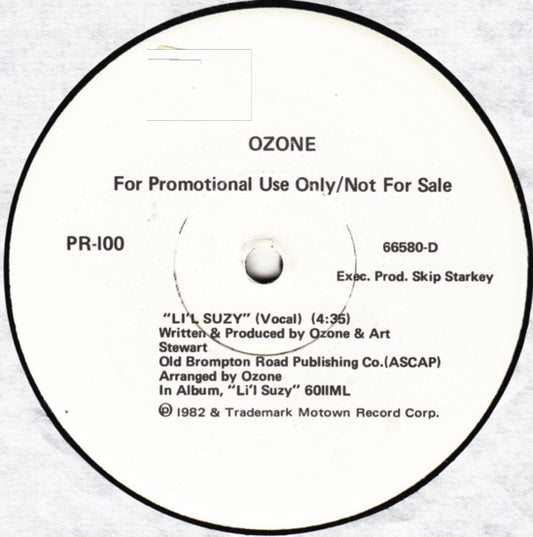 OZONE
For Promotional Use Only/Not For Sale
PR-100
66580-D
Exec. Prod. Skip Starkey
"LI'L SUZY" (Vocal) (4:35)
Written & Produced by Ozone & Art
Stewart
Old Brompton Road Publishing Co.(ASCAP)
Arranged by Ozone
In Album, "Li'l Suzy" 6011ML
℗ 1982 & Trademark Motown Record Corp.